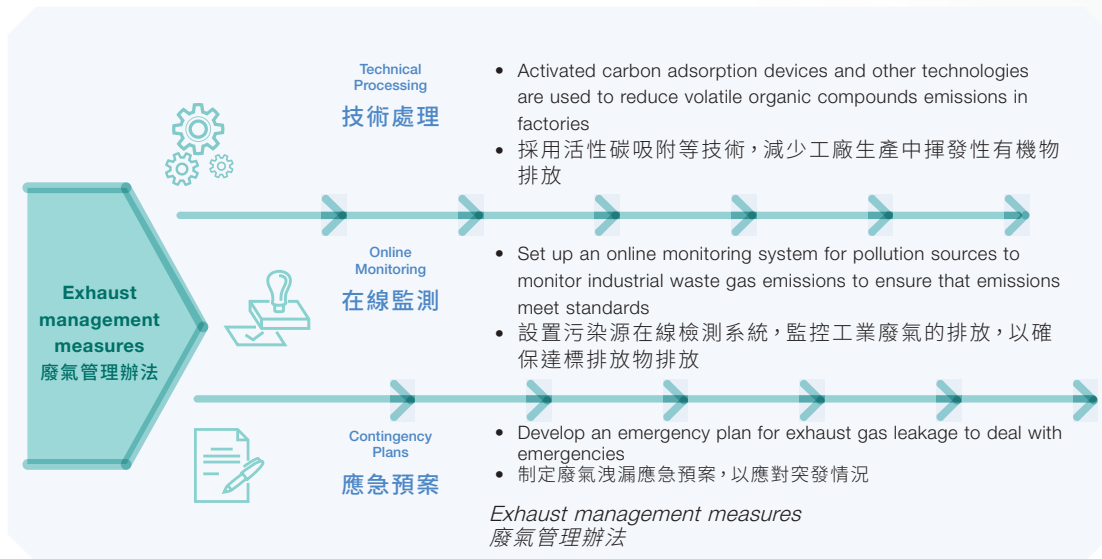 Exhaust
management
measures
廢氣管理辦法
Technical
Processing
技術處理
• Activated carbon adsorption devices and other technologies
are used to reduce volatile organic compounds emissions in
factories
• 採用活性碳吸附等技術，減少工廠生產中揮發性有機物
排放
Online
Monitoring
在線監測
• Set up an online monitoring system for pollution sources to
monitor industrial waste gas emissions to ensure that emissions
meet standards
• 設置污染源在線檢測系統，監控工業廢氣的排放，以確
保達標排放物排放
Contingency
Plans
應急預案
• Develop an emergency plan for exhaust gas leakage to deal with
emergencies
• 制定廢氣洩漏應急預案，以應對突發情況
Exhaust management measures
廢氣管理辦法